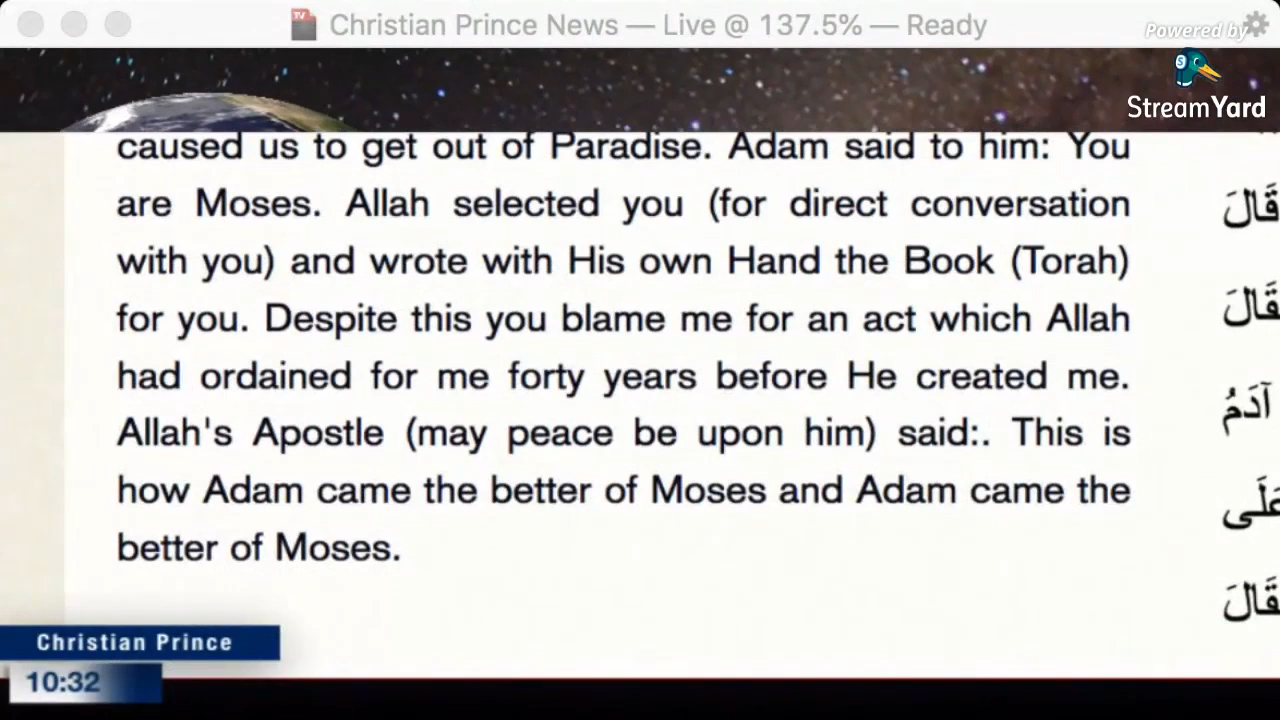 Christian Prince News — Live @ 137.5% — Ready
Powered by
StreamYard
caused us to get out of Paradise. Adam said to him: You
are Moses. Allah selected you (for direct conversation
with you) and wrote with His own Hand the Book (Torah)
for you. Despite this you blame me for an act which Allah
had ordained for me forty years before He created me.
Allah's Apostle (may peace be upon him) said:. This is
how Adam came the better of Moses and Adam came the
better of Moses.
قَالَ
قَالَ
آدَمُ
عَلَى
قَالَ
Christian Prince
10:32